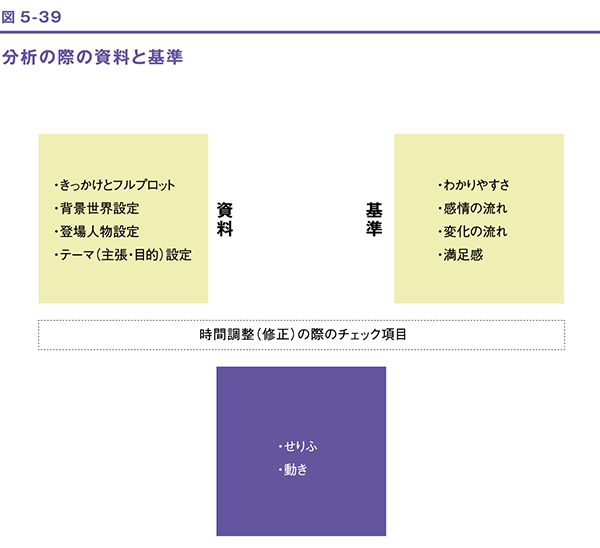 図 5-39
分析の際の資料と基準
・きっかけとフルプロット
・背景世界設定
・登場人物設定
・テーマ（主張・目的）設定
資料
基準
・わかりやすさ
・感情の流れ
・変化の流れ
・満足感
時間調整（修正）の際のチェック項目
・せりふ
・動き